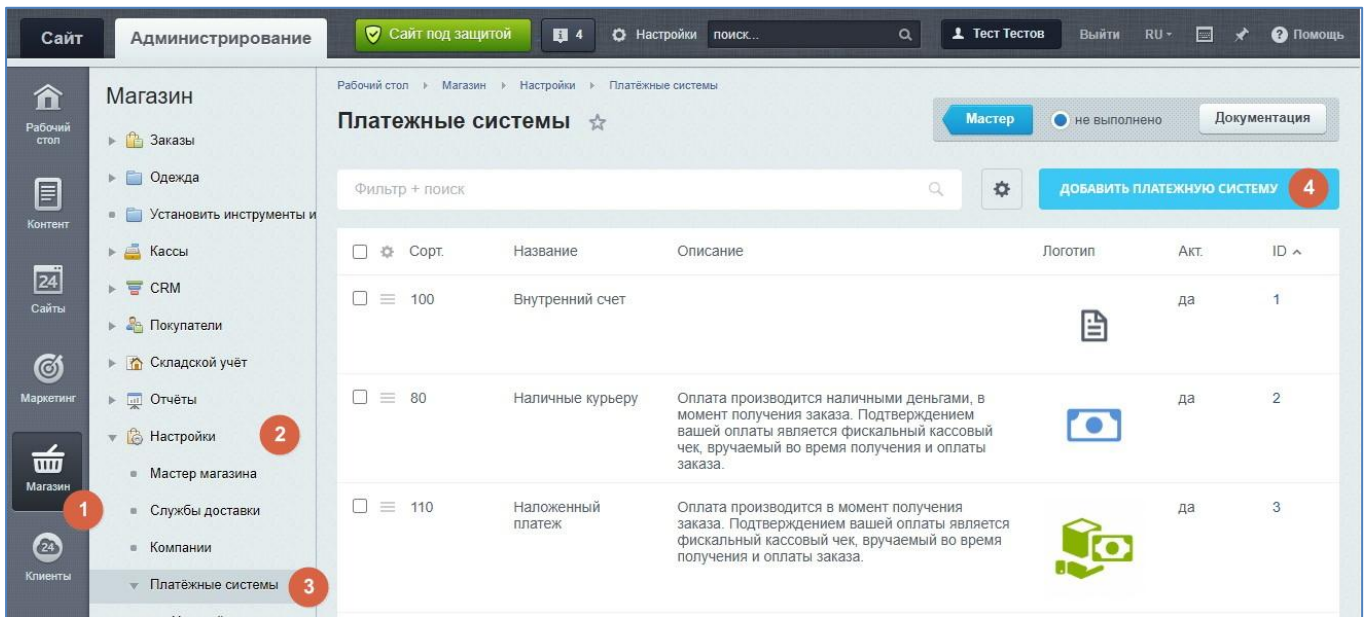 Сайт
Администрирование
Сайт под защитой
4
Настройки
поиск...
Тест Тестов
Выйти
RU
Помощь
Рабочий стол
Контент
24
Сайты
Маркетинг
Магазин
1
24
Клиенты
Магазин
Заказы
Одежда
Установить инструменты и
Кассы
CRM
Покупатели
Складской учёт
Отчёты
Настройки 2
Мастер магазина
Службы доставки
Компании
Платёжные системы 3
Рабочий стол Магазин Настройки Платёжные системы
Платежные системы
Мастер
не выполнено
Документация
Фильтр + поиск
ДОБАВИТЬ ПЛАТЕЖНУЮ СИСТЕМУ 4
Сорт. Название Описание Логотип Акт. ID
100 Внутренний счет да 1
80 Наличные курьеру Оплата производится наличными деньгами, в да 2
момент получения заказа. Подтверждением
вашей оплаты является фискальный кассовый
чек, вручаемый во время получения и оплаты
заказа.
110 Наложенный Оплата производится в момент получения да 3
платеж заказа. Подтверждением вашей оплаты является
фискальный кассовый чек, вручаемый во время
получения и оплаты заказа.